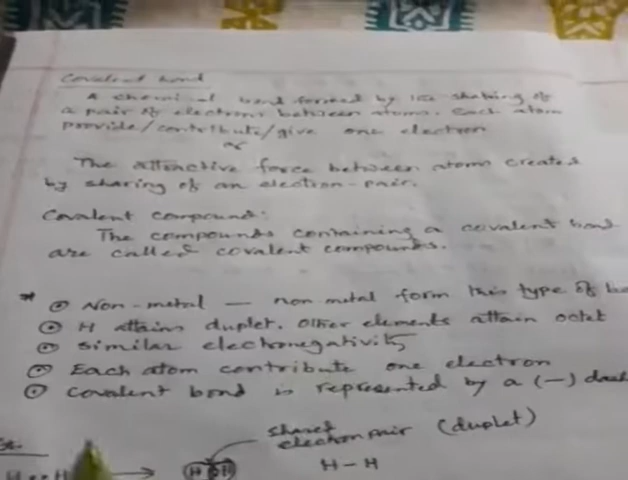 Covalent bond
A chemical bond formed by the sharing of
a pair of electrons between atoms. Each atom
provide/contribute/give one electron
or
The attractive force between atoms created
by sharing of an electron-pair.
Covalent compound:
The compounds containing a covalent bond
are called covalent compounds.
* ⊙ Non-metal — non metal form this type of bo
⊙ H attains duplet. Other elements attain octet
⊙ Similar electronegativity
⊙ Each atom contribute one electron
⊙ Covalent bond is represented by a (—) dash
shared
electron pair (duplet)
H – H